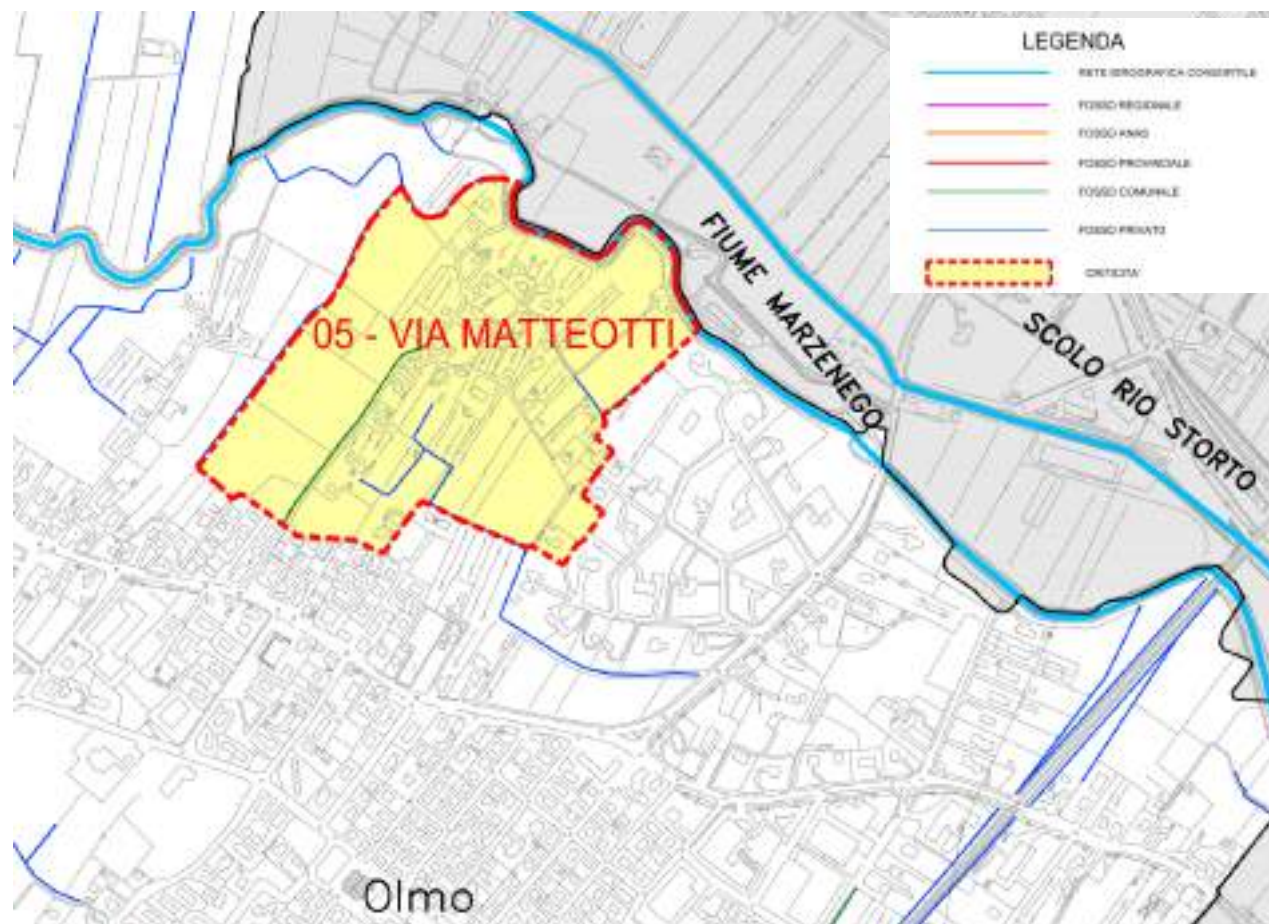 LEGENDA
RETE IDROGRAFICA CONSORTILE
FOSSO REGIONALE
FOSSO ANAS
FOSSO PROVINCIALE
FOSSO COMUNALE
FOSSO PRIVATO
CRITICITA'
FIUME MARZENEGO
SCOLO RIO STORTO
05 - VIA MATTEOTTI
Olmo